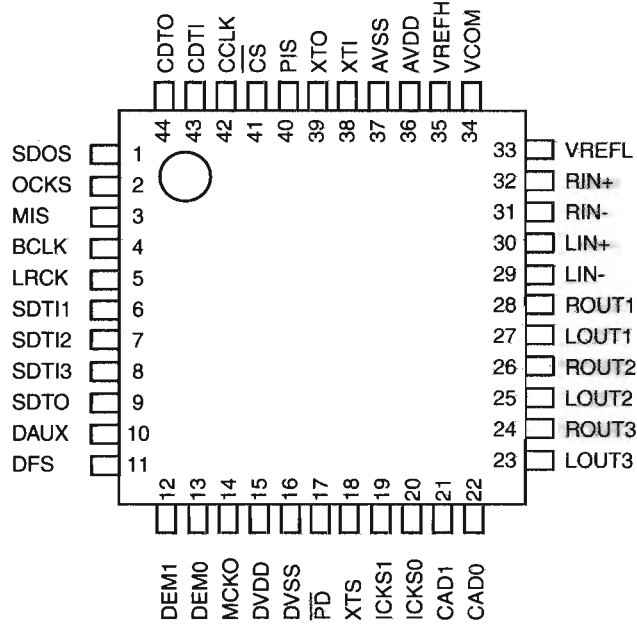 CDTO CDTI CCLK CS PIS XTO XTI AVSS AVDD VREFH VCOM
44 43 42 41 40 39 38 37 36 35 34
SDOS 1 33 VREFL
OCKS 2 32 RIN+
MIS 3 31 RIN-
BCLK 4 30 LIN+
LRCK 5 29 LIN-
SDTI1 6 28 ROUT1
SDTI2 7 27 LOUT1
SDTI3 8 26 ROUT2
SDTO 9 25 LOUT2
DAUX 10 24 ROUT3
DFS 11 23 LOUT3
12 13 14 15 16 17 18 19 20 21 22
DEM1 DEM0 MCKO DVDD DVSS PD XTS ICKS1 ICKS0 CAD1 CAD0